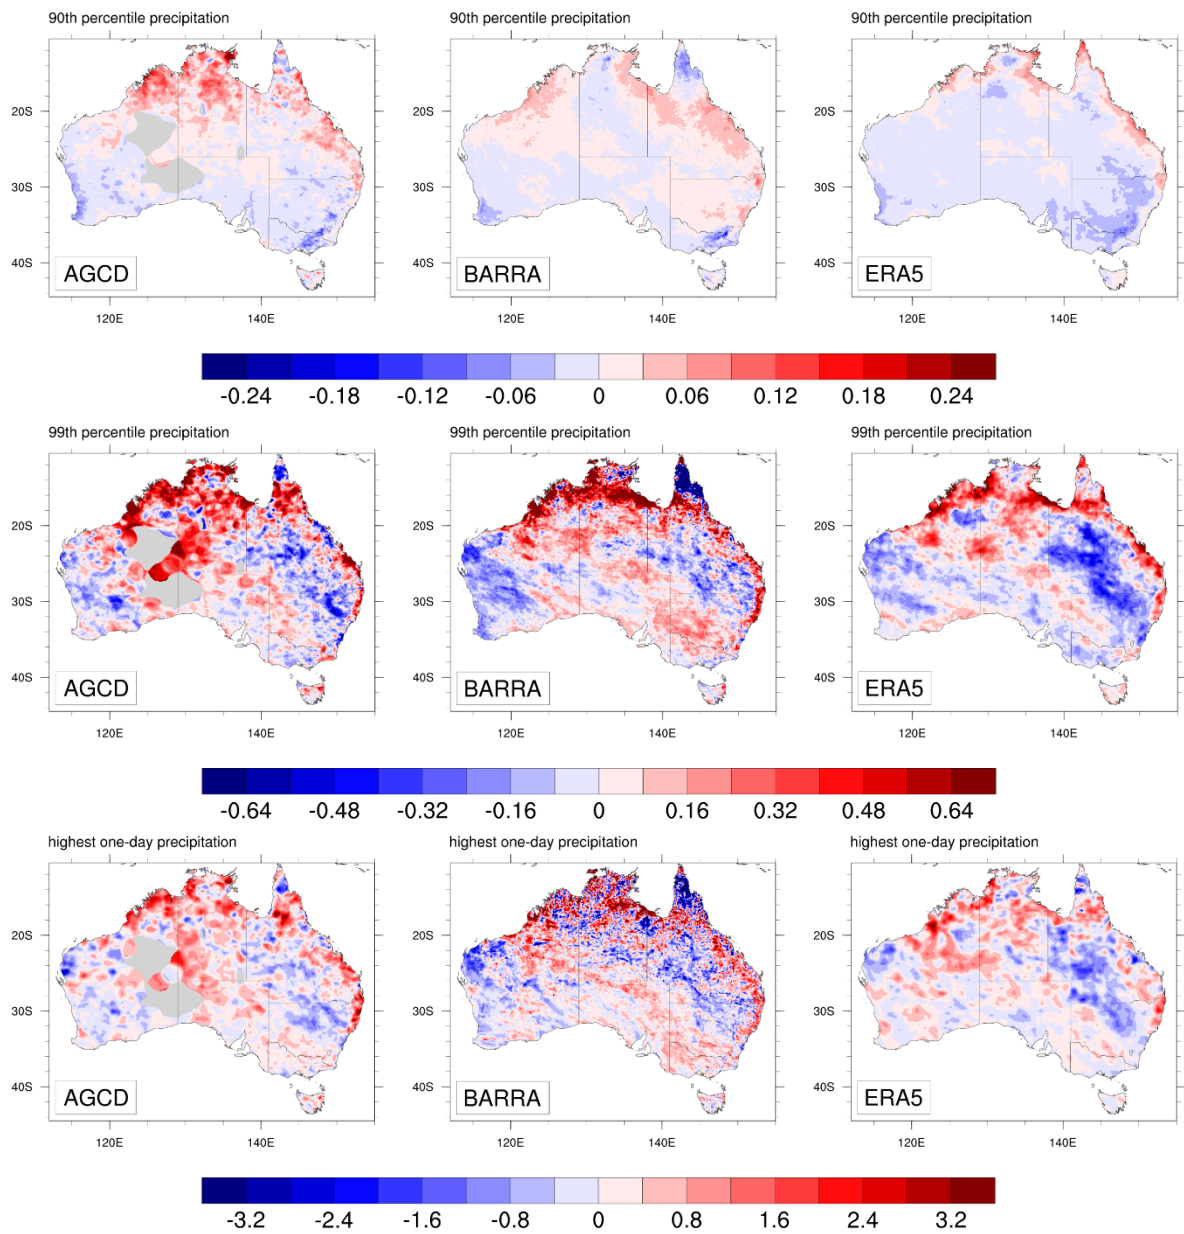 90th percentile precipitation
90th percentile precipitation
90th percentile precipitation
20S
20S
20S
30S
30S
30S
40S
40S
40S
AGCD
BARRA
ERA5
120E 140E
120E 140E
120E 140E
-0.24 -0.18 -0.12 -0.06 0 0.06 0.12 0.18 0.24
99th percentile precipitation
99th percentile precipitation
99th percentile precipitation
20S
20S
20S
30S
30S
30S
40S
40S
40S
AGCD
BARRA
ERA5
120E 140E
120E 140E
120E 140E
-0.64 -0.48 -0.32 -0.16 0 0.16 0.32 0.48 0.64
highest one-day precipitation
highest one-day precipitation
highest one-day precipitation
20S
20S
20S
30S
30S
30S
40S
40S
40S
AGCD
BARRA
ERA5
120E 140E
120E 140E
120E 140E
-3.2 -2.4 -1.6 -0.8 0 0.8 1.6 2.4 3.2